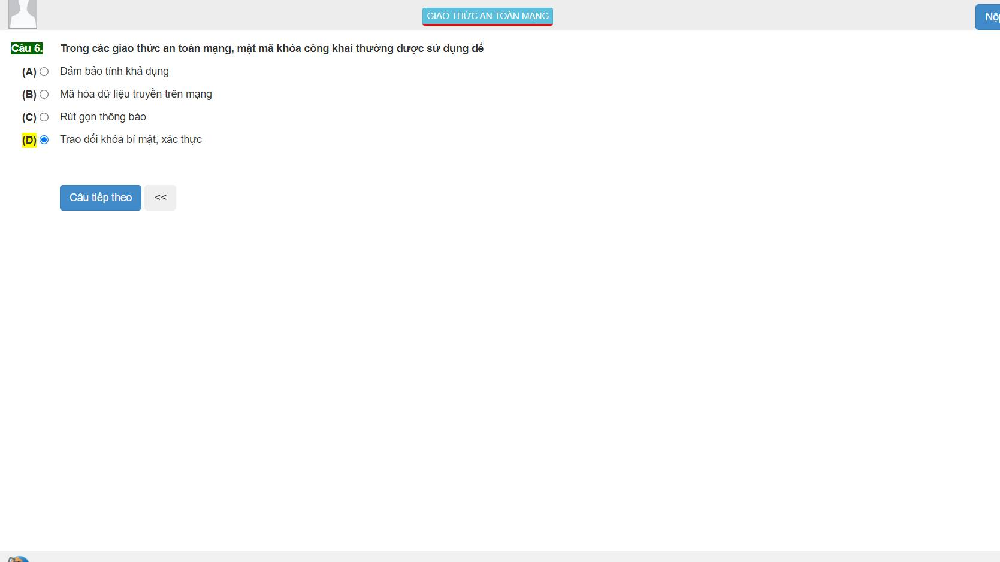 GIAO THỨC AN TOÀN MẠNG
Câu 6. Trong các giao thức an toàn mạng, mật mã khóa công khai thường được sử dụng để
(A) Đảm bảo tính khả dụng
(B) Mã hóa dữ liệu truyền trên mạng
(C) Rút gọn thông báo
(D) Trao đổi khóa bí mật, xác thực
Câu tiếp theo <<